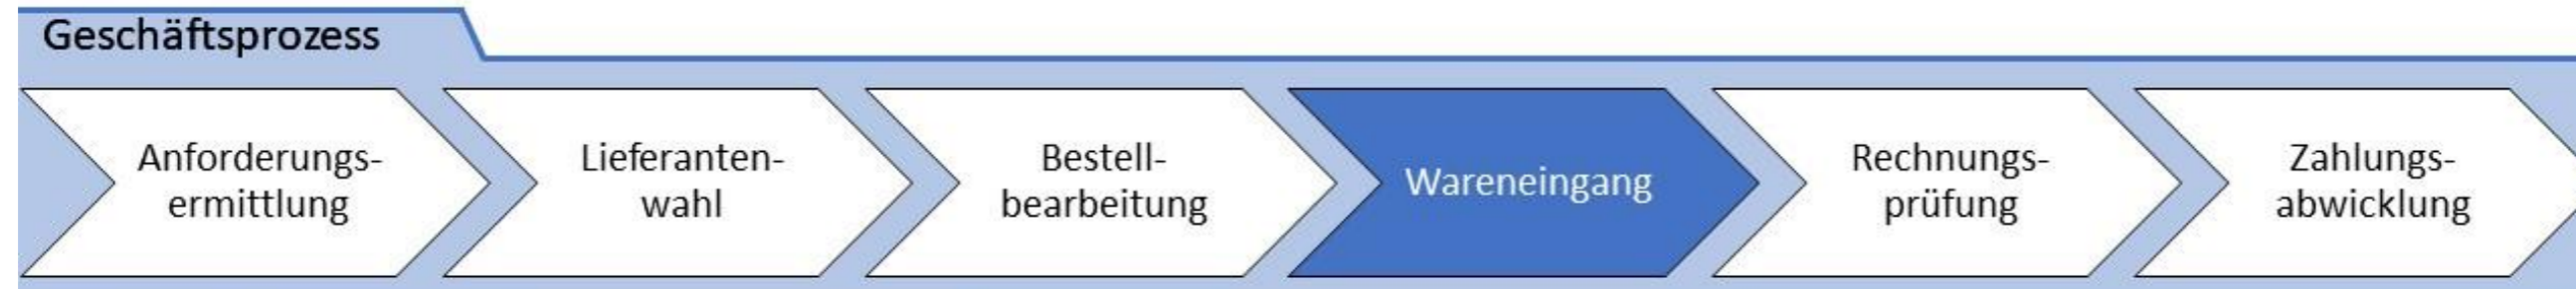 Geschäftsprozess
Anforderungs-
ermittlung
Lieferanten-
wahl
Bestell-
bearbeitung
Wareneingang
Rechnungs-
prüfung
Zahlungs-
abwicklung